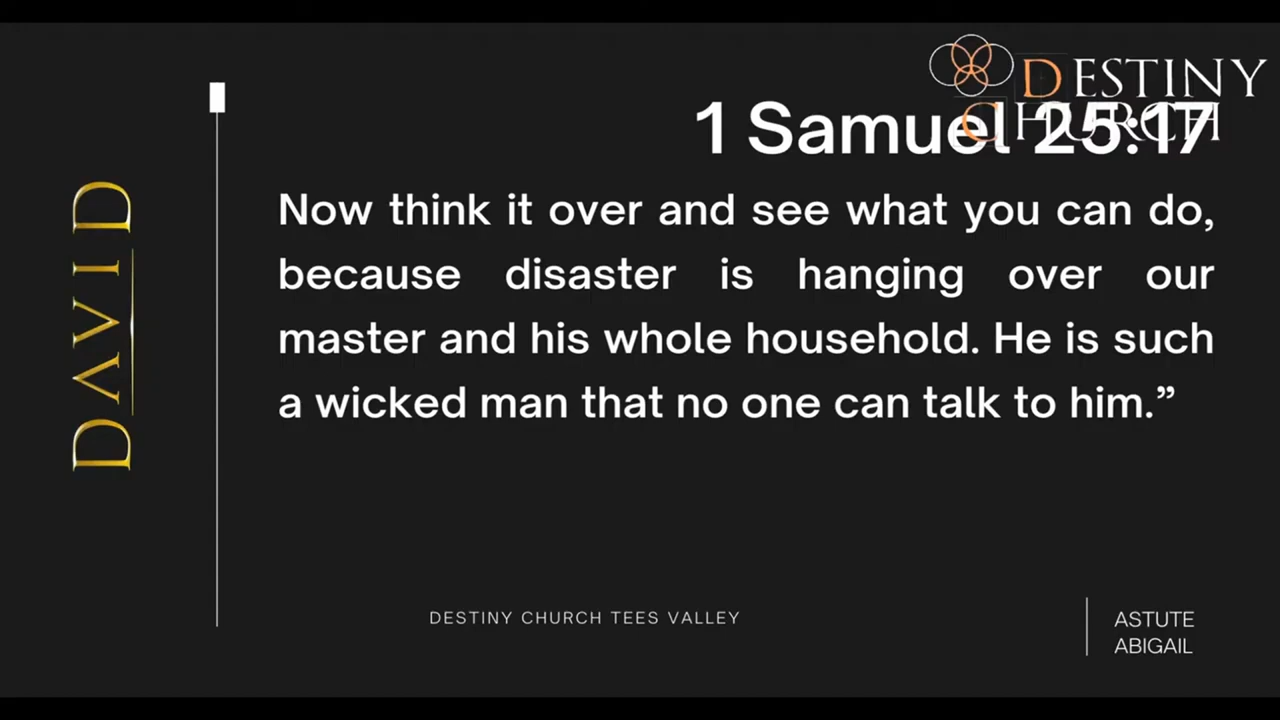 DESTINY
CHURCH
1 Samuel 25:17
DAVID
Now think it over and see what you can do,
because disaster is hanging over our
master and his whole household. He is such
a wicked man that no one can talk to him.”
DESTINY CHURCH TEES VALLEY
ASTUTE
ABIGAIL